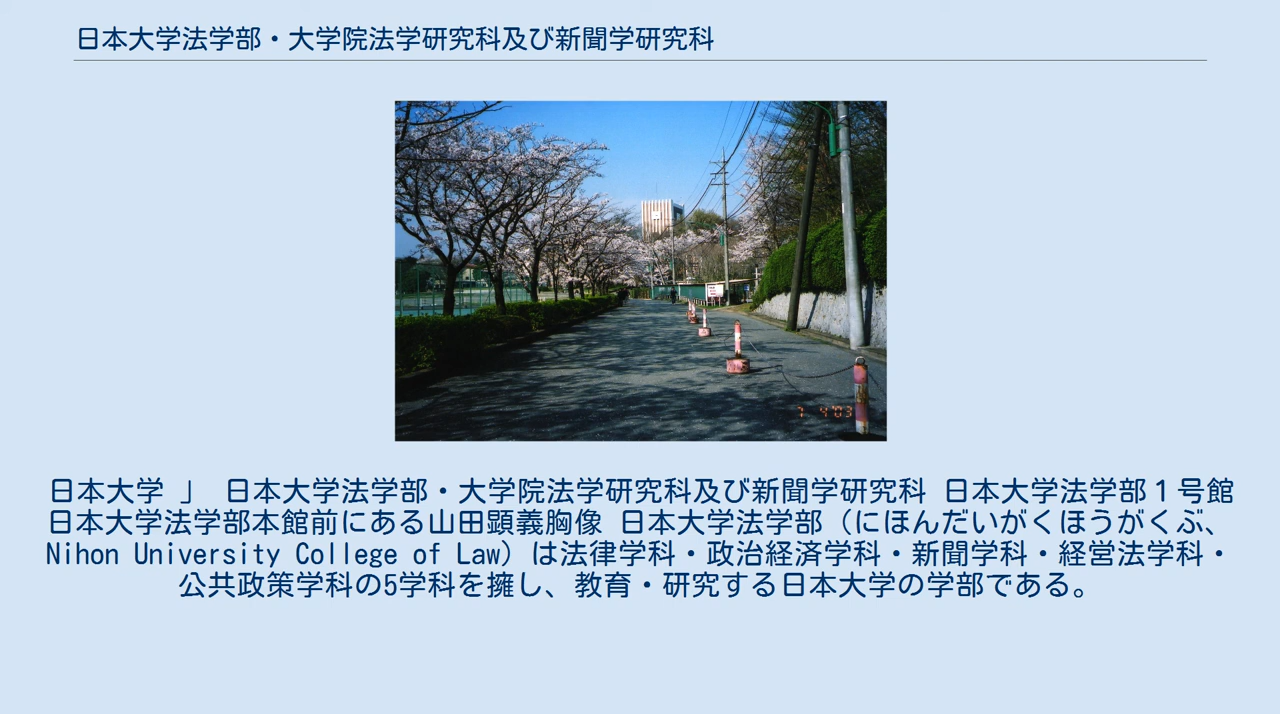 日本大学法学部・大学院法学研究科及び新聞学研究科
7 4'03
日本大学 」 日本大学法学部・大学院法学研究科及び新聞学研究科 日本大学法学部１号館
日本大学法学部本館前にある山田顕義胸像 日本大学法学部（にほんだいがくほうがくぶ、
Nihon University College of Law）は法律学科・政治経済学科・新聞学科・経営法学科・
公共政策学科の5学科を擁し、教育・研究する日本大学の学部である。